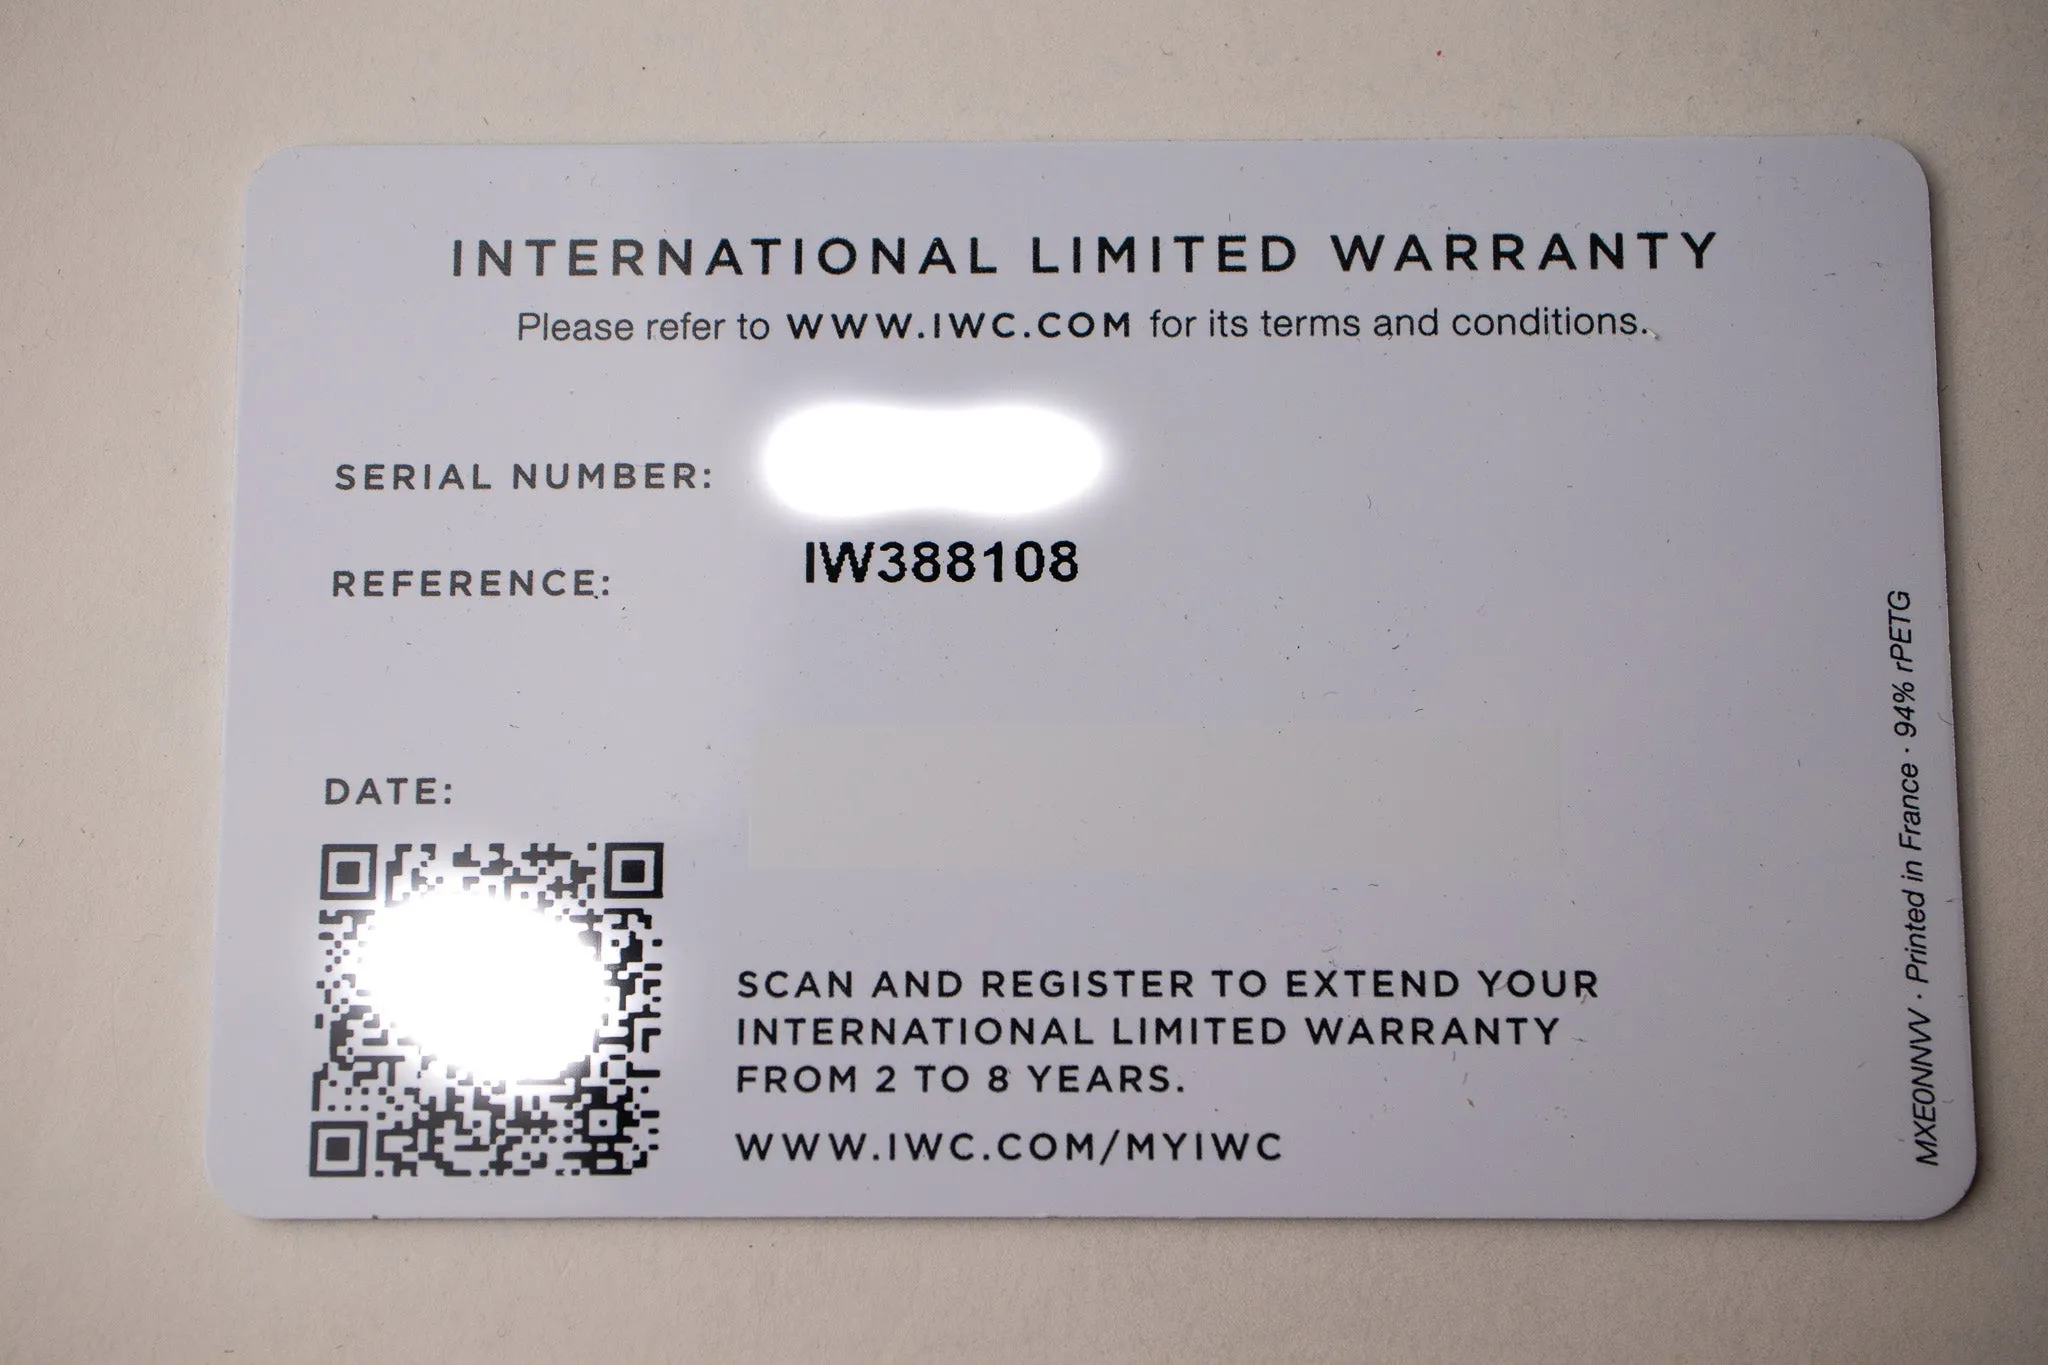 INTERNATIONAL LIMITED WARRANTY
Please refer to WWW.IWC.COM for its terms and conditions.
SERIAL NUMBER:
REFERENCE: IW388108
DATE:
SCAN AND REGISTER TO EXTEND YOUR
INTERNATIONAL LIMITED WARRANTY
FROM 2 TO 8 YEARS.
WWW.IWC.COM/MYIWC
MXE0NNVV · Printed in France · 94% rPETG